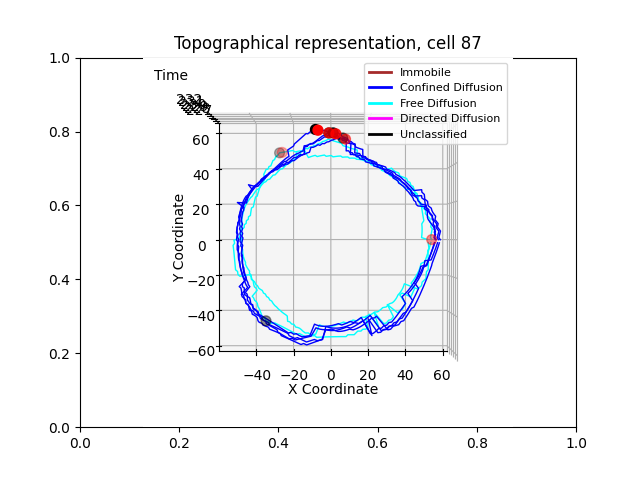 Topographical representation, cell 87
1.0
0.8
0.6
0.4
0.2
0.0
0.0
0.2
0.4
0.6
0.8
1.0
Time
Immobile
Confined Diffusion
Free Diffusion
Directed Diffusion
Unclassified
Y Coordinate
60
40
20
0
−20
−40
−60
−40
−20
0
20
40
60
X Coordinate